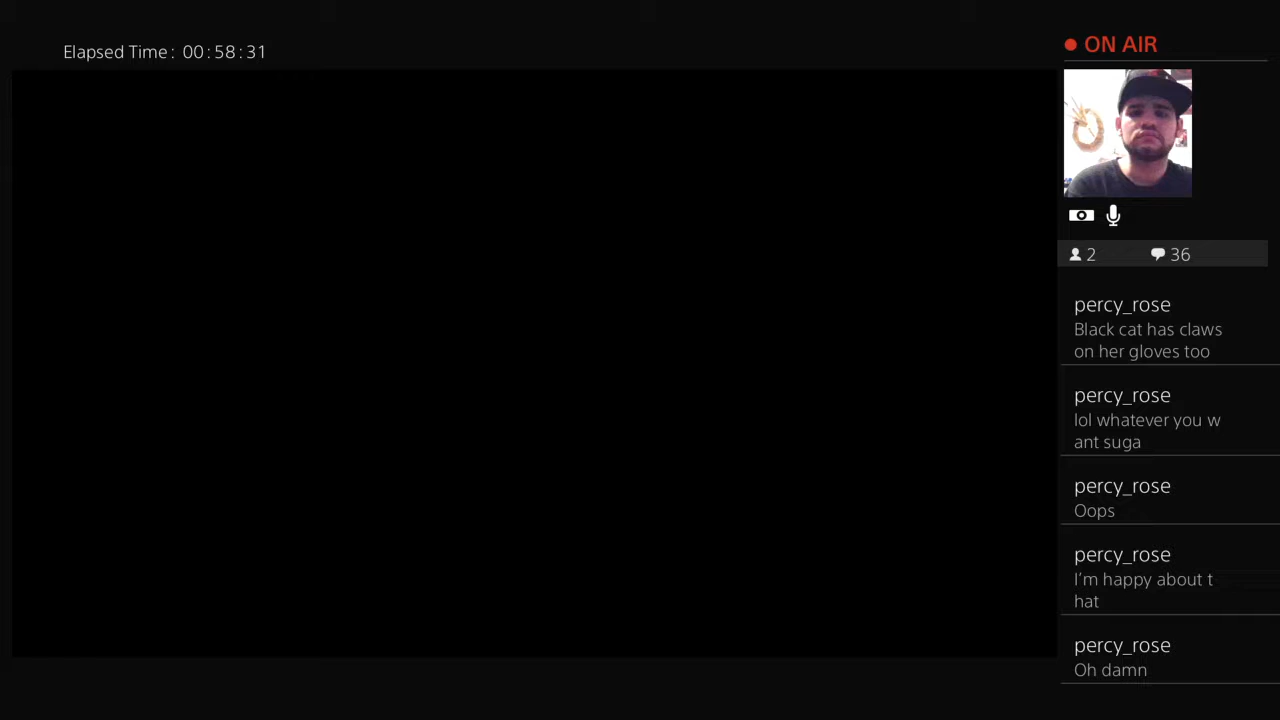 Elapsed Time: 00:58:31
ON AIR
2 36
percy_rose
Black cat has claws
on her gloves too
percy_rose
lol whatever you w
ant suga
percy_rose
Oops
percy_rose
I'm happy about t
hat
percy_rose
Oh damn